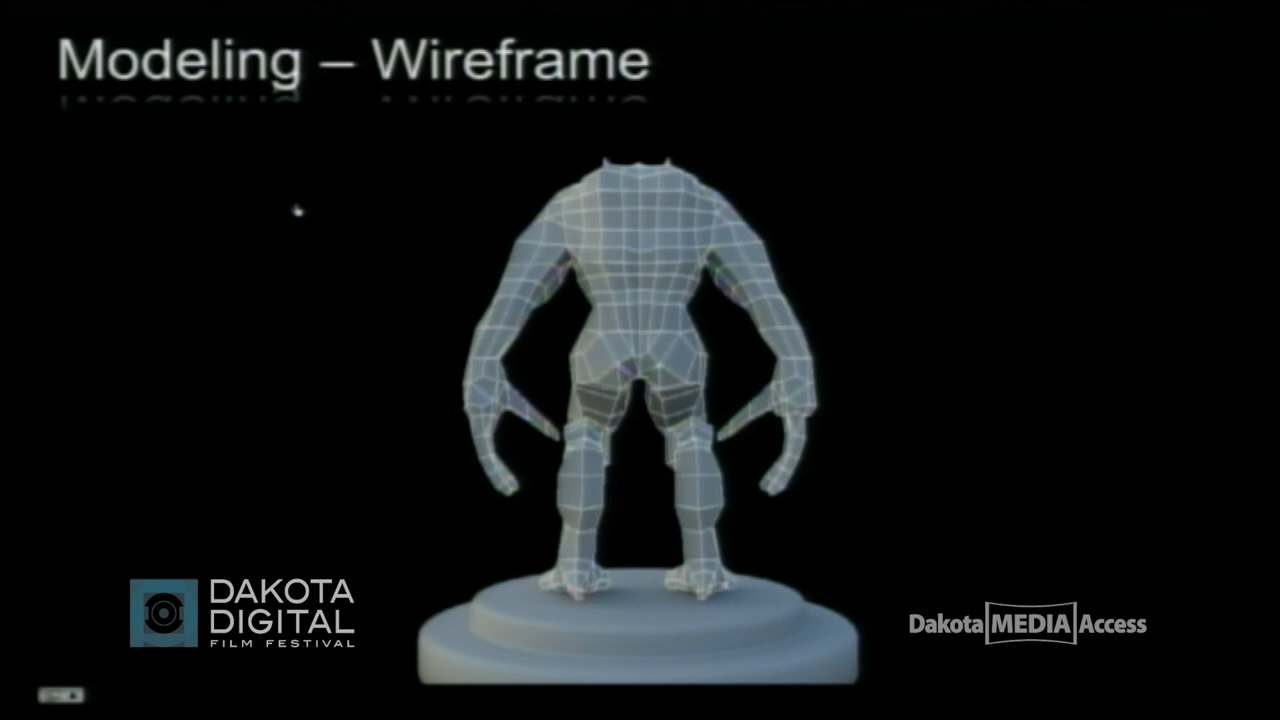 Modeling – Wireframe
DAKOTA
DIGITAL
FILM FESTIVAL
Dakota MEDIA Access